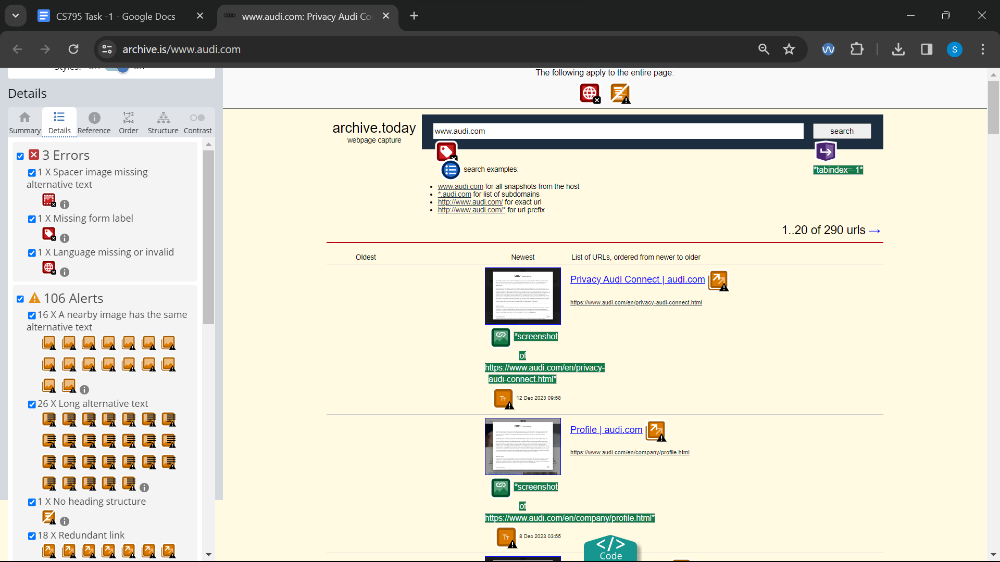 CS795 Task -1 - Google Docs
www.audi.com: Privacy Audi Co
archive.is/www.audi.com
S
Styles: OFF ON
Details
Summary
Details
Reference
Order
Structure
Contrast
3 Errors
1 X Spacer image missing
alternative text
1 X Missing form label
1 X Language missing or invalid
106 Alerts
16 X A nearby image has the same
alternative text
26 X Long alternative text
1 X No heading structure
18 X Redundant link
The following apply to the entire page:
archive.today
webpage capture
www.audi.com
search
*tabindex=-1*
search examples:
www.audi.com for all snapshots from the host
*.audi.com for list of subdomains
http://www.audi.com/ for exact url
http://www.audi.com/* for url prefix
1..20 of 290 urls →
Oldest
Newest
List of URLs, ordered from newer to older
Privacy Audi Connect | audi.com
https://www.audi.com/en/privacy-audi-connect.html
*screenshot
of
https://www.audi.com/en/privacy-
audi-connect.html*
12 Dec 2023 09:58
Profile | audi.com
https://www.audi.com/en/company/profile.html
*screenshot
of
https://www.audi.com/en/company/profile.html*
8 Dec 2023 03:55
</>
Code